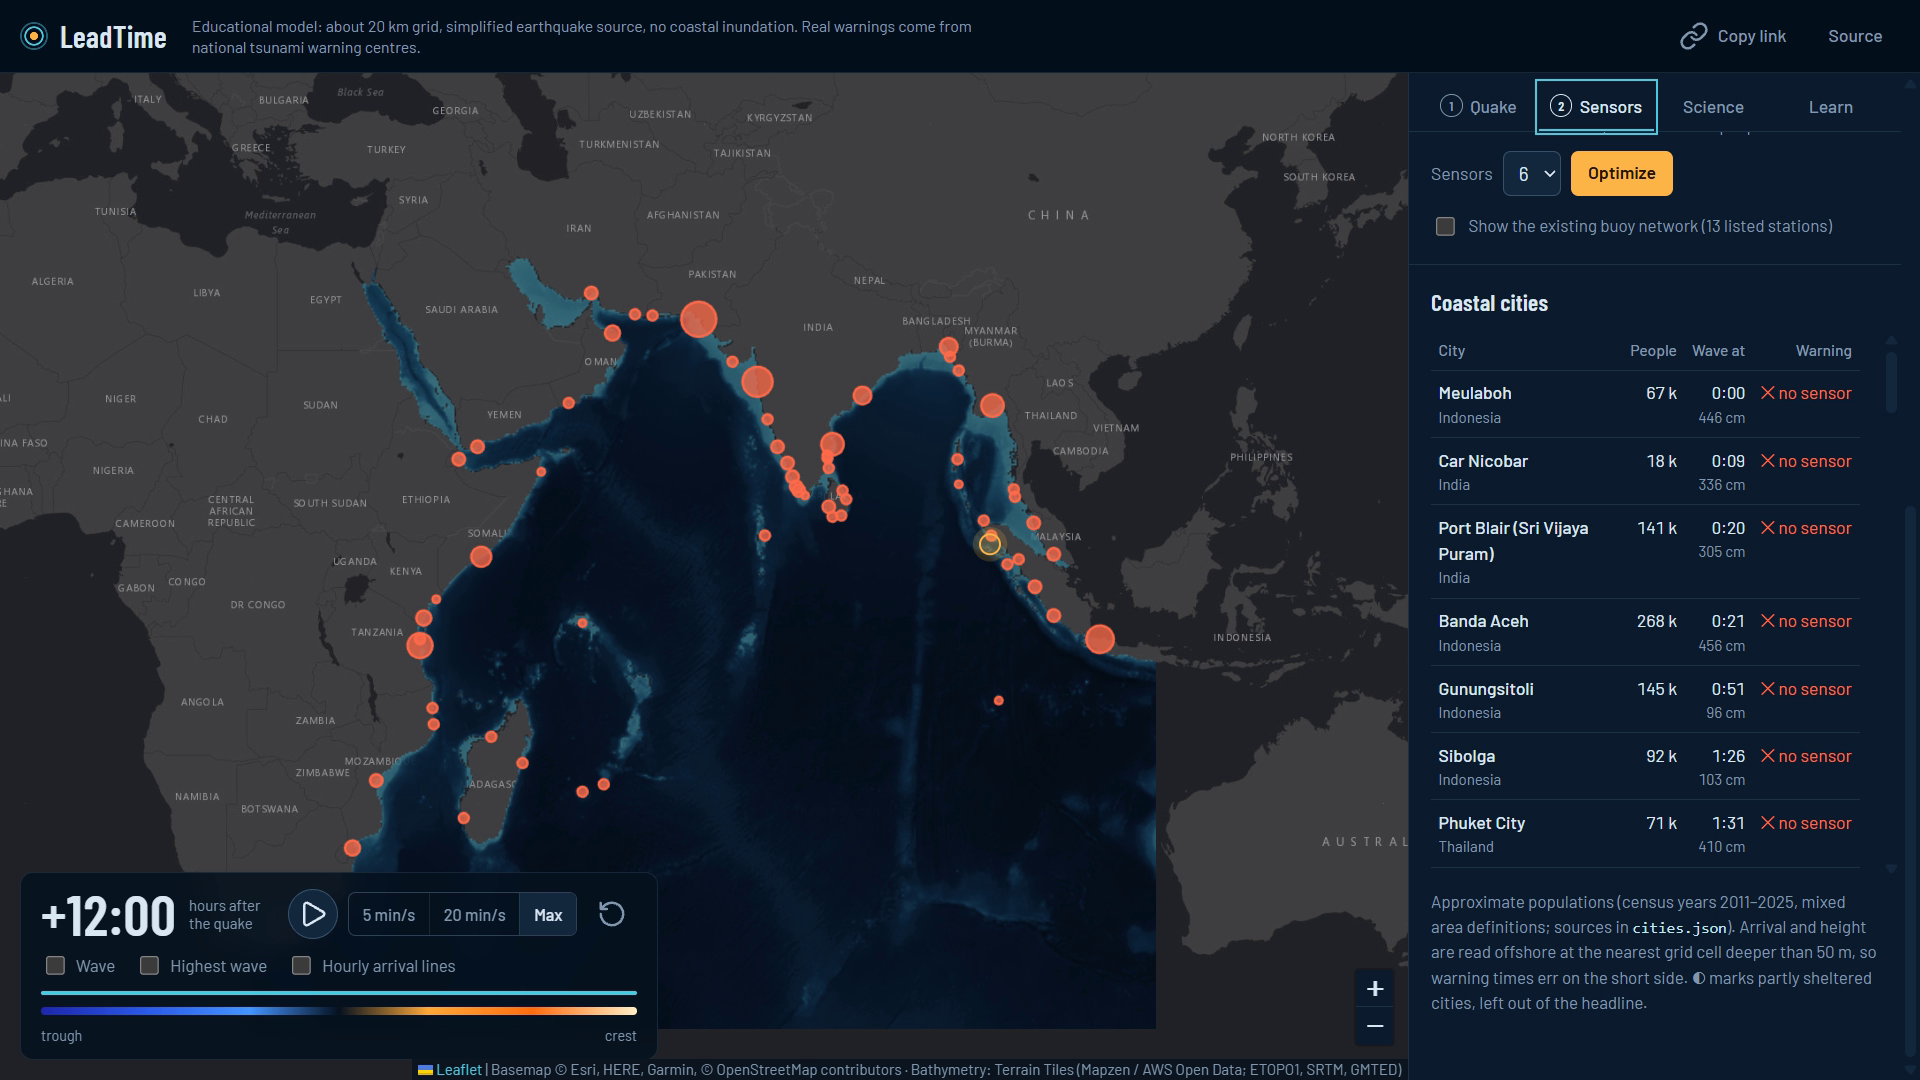 LeadTime
Educational model: about 20 km grid, simplified earthquake source, no coastal inundation. Real warnings come from
national tsunami warning centres.
Copy link
Source
ITALY
BULGARIA
Black Sea
GEORGIA
UZBEKISTAN
KYRGYZSTAN
NORTH KOREA
GREECE
TURKEY
TURKMENISTAN
TAJIKISTAN
SOUTH KOREA
TUNISIA
Mediterranean
Sea
SYRIA
AFGHANISTAN
CHINA
IRAN
ALGERIA
LIBYA
EGYPT
SAUDI ARABIA
PAKISTAN
NEPAL
INDIA
BANGLADESH
MYANMAR
(BURMA)
OMAN
LAOS
NIGER
CHAD
SUDAN
YEMEN
THAILAND
VIETNAM
CAMBODIA
PHILIPPINES
NIGERIA
CENTRAL
AFRICAN
REPUBLIC
SOUTH SUDAN
ETHIOPIA
CAMEROON
SOMALI
MALAYSIA
UGANDA
KENYA
GABON
CONGO
DR CONGO
TANZANIA
INDONESIA
ANGOLA
ZAMBIA
MOZAMBIQ
ZIMBABWE
NAMIBIA
BOTSWANA
ADAGASC
AUSTRAL
+12:00
hours after
the quake
5 min/s
20 min/s
Max
Wave
Highest wave
Hourly arrival lines
trough
crest
+
−
Leaflet | Basemap © Esri, HERE, Garmin, © OpenStreetMap contributors · Bathymetry: Terrain Tiles (Mapzen / AWS Open Data; ETOPO1, SRTM, GMTED)
1 Quake
2 Sensors
Science
Learn
Sensors
6
Optimize
Show the existing buoy network (13 listed stations)
Coastal cities
City People Wave at Warning
Meulaboh 67 k 0:00 no sensor
Indonesia 446 cm
Car Nicobar 18 k 0:09 no sensor
India 336 cm
Port Blair (Sri Vijaya 141 k 0:20 no sensor
Puram) 305 cm
India
Banda Aceh 268 k 0:21 no sensor
Indonesia 456 cm
Gunungsitoli 145 k 0:51 no sensor
Indonesia 96 cm
Sibolga 92 k 1:26 no sensor
Indonesia 103 cm
Phuket City 71 k 1:31 no sensor
Thailand 410 cm
Approximate populations (census years 2011–2025, mixed
area definitions; sources in cities.json). Arrival and height
are read offshore at the nearest grid cell deeper than 50 m, so
warning times err on the short side. ◐ marks partly sheltered
cities, left out of the headline.